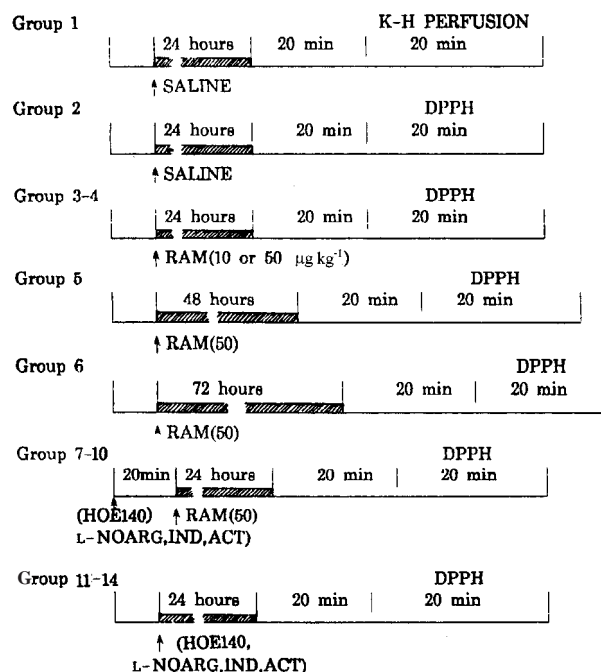 Group 1
K-H PERFUSION
24 hours 20 min 20 min
↑ SALINE
Group 2
DPPH
24 hours 20 min 20 min
↑ SALINE
Group 3-4
DPPH
24 hours 20 min 20 min
↑ RAM(10 or 50 μg kg⁻¹)
Group 5
DPPH
48 hours 20 min 20 min
↑ RAM(50)
Group 6
DPPH
72 hours 20 min 20 min
RAM(50)
Group 7-10
DPPH
20min 24 hours 20 min 20 min
(HOE140) ↑ RAM(50)
L-NOARG,IND,ACT)
Group 11-14
DPPH
24 hours 20 min 20 min
↑ (HOE140,
L-NOARG,IND,ACT)